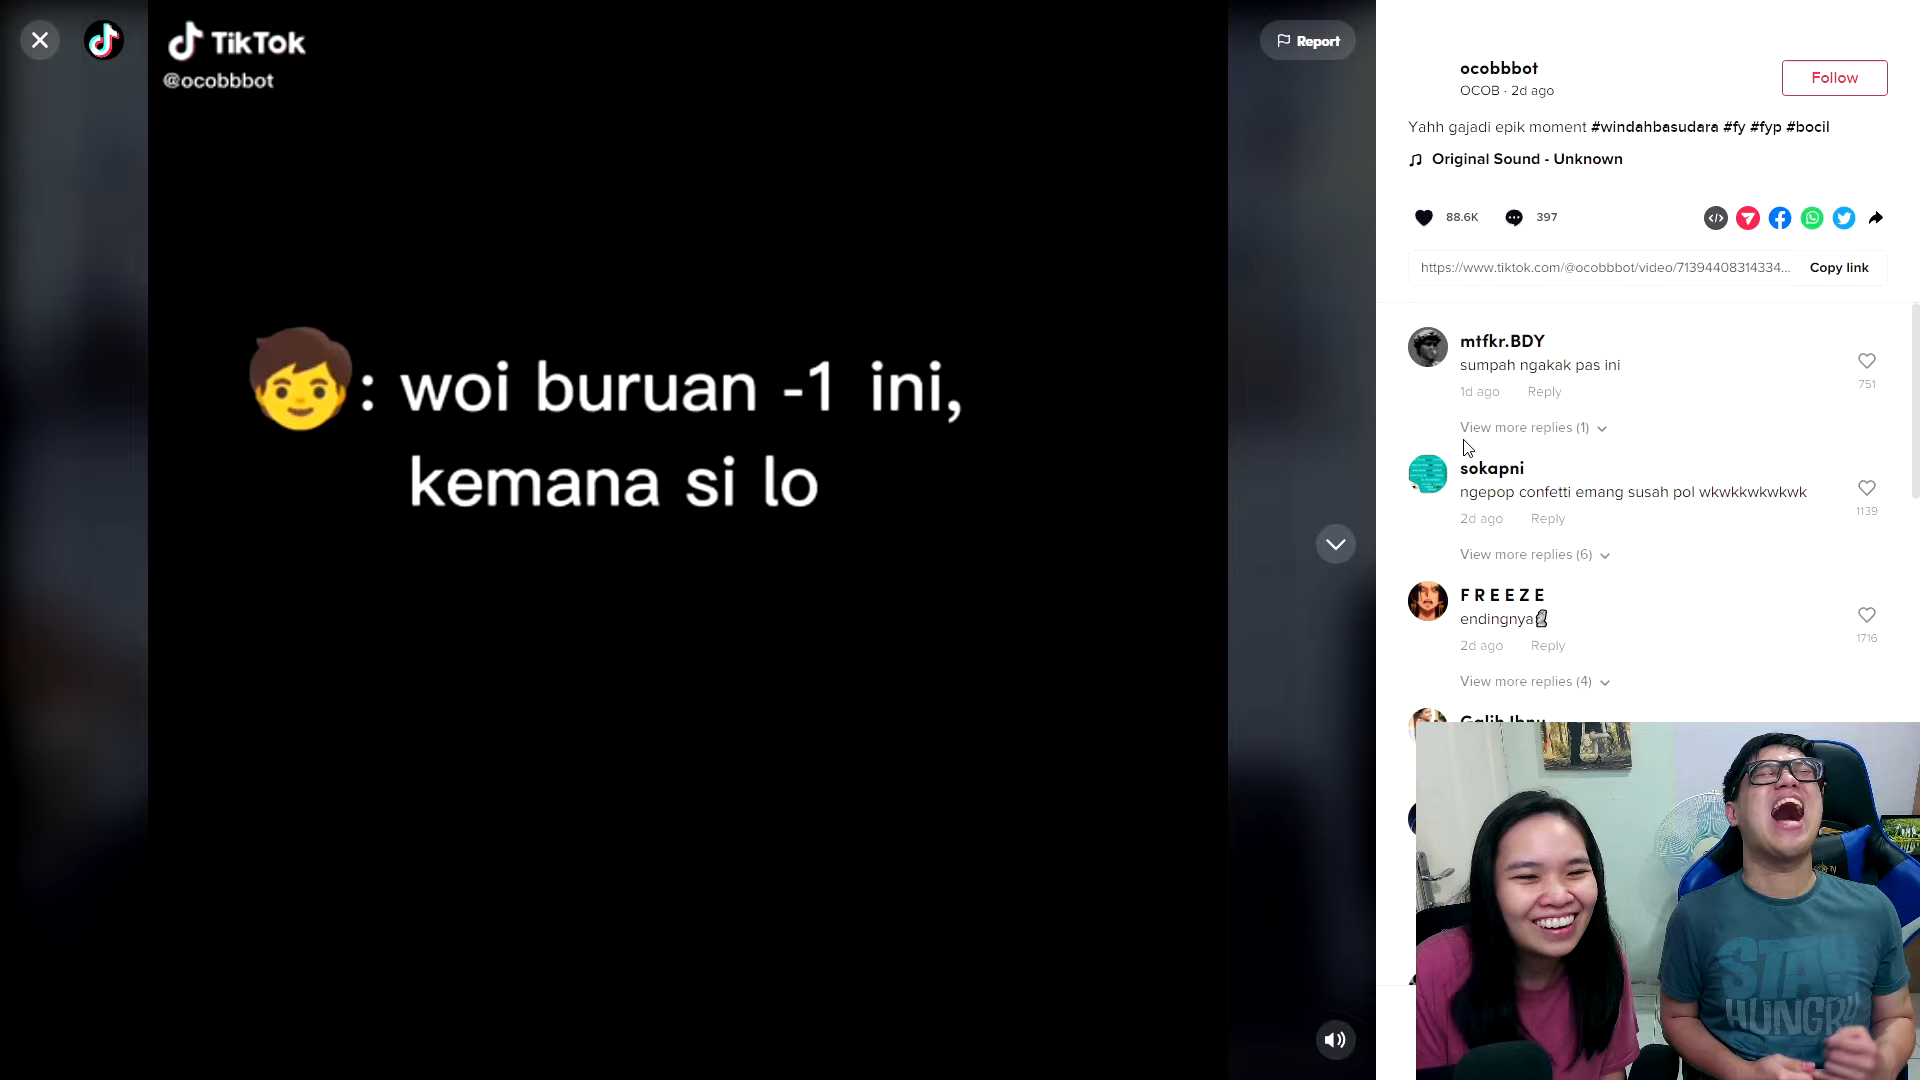 TikTok
@ocobbbot
🧒: woi buruan -1 ini,
kemana si lo
Report
ocobbbot
OCOB · 2d ago
Follow
Yahh gajadi epik moment #windahbasudara #fy #fyp #bocil
Original Sound - Unknown
88.6K
397
https://www.tiktok.com/@ocobbbot/video/71394408314334...
Copy link
mtfkr.BDY
sumpah ngakak pas ini
1d ago Reply
751
View more replies (1)
sokapni
ngepop confetti emang susah pol wkwkkwkwkwk
2d ago Reply
1139
View more replies (6)
F R E E Z E
endingnya🗿
2d ago Reply
1716
View more replies (4)
Galih Ibnu
STAY
HUNGRY